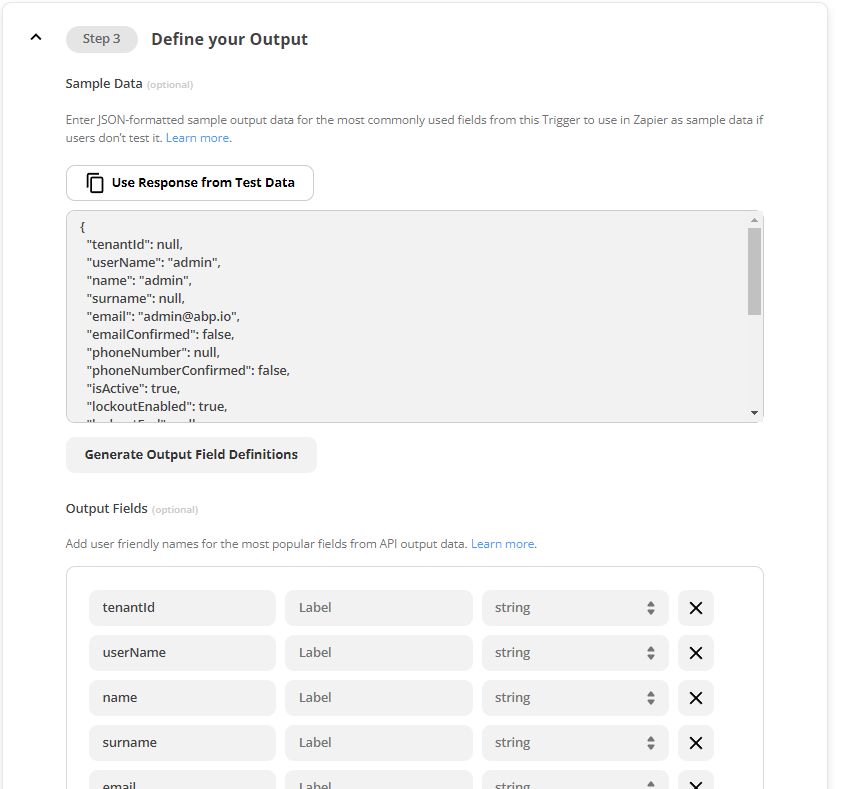 Step 3 Define your Output
Sample Data (optional)
Enter JSON-formatted sample output data for the most commonly used fields from this Trigger to use in Zapier as sample data if
users don't test it. Learn more.
Use Response from Test Data
{
"tenantId": null,
"userName": "admin",
"name": "admin",
"surname": null,
"email": "admin@abp.io",
"emailConfirmed": false,
"phoneNumber": null,
"phoneNumberConfirmed": false,
"isActive": true,
"lockoutEnabled": true,
Generate Output Field Definitions
Output Fields (optional)
Add user friendly names for the most popular fields from API output data. Learn more.
tenantId Label string
userName Label string
name Label string
surname Label string
email Label string